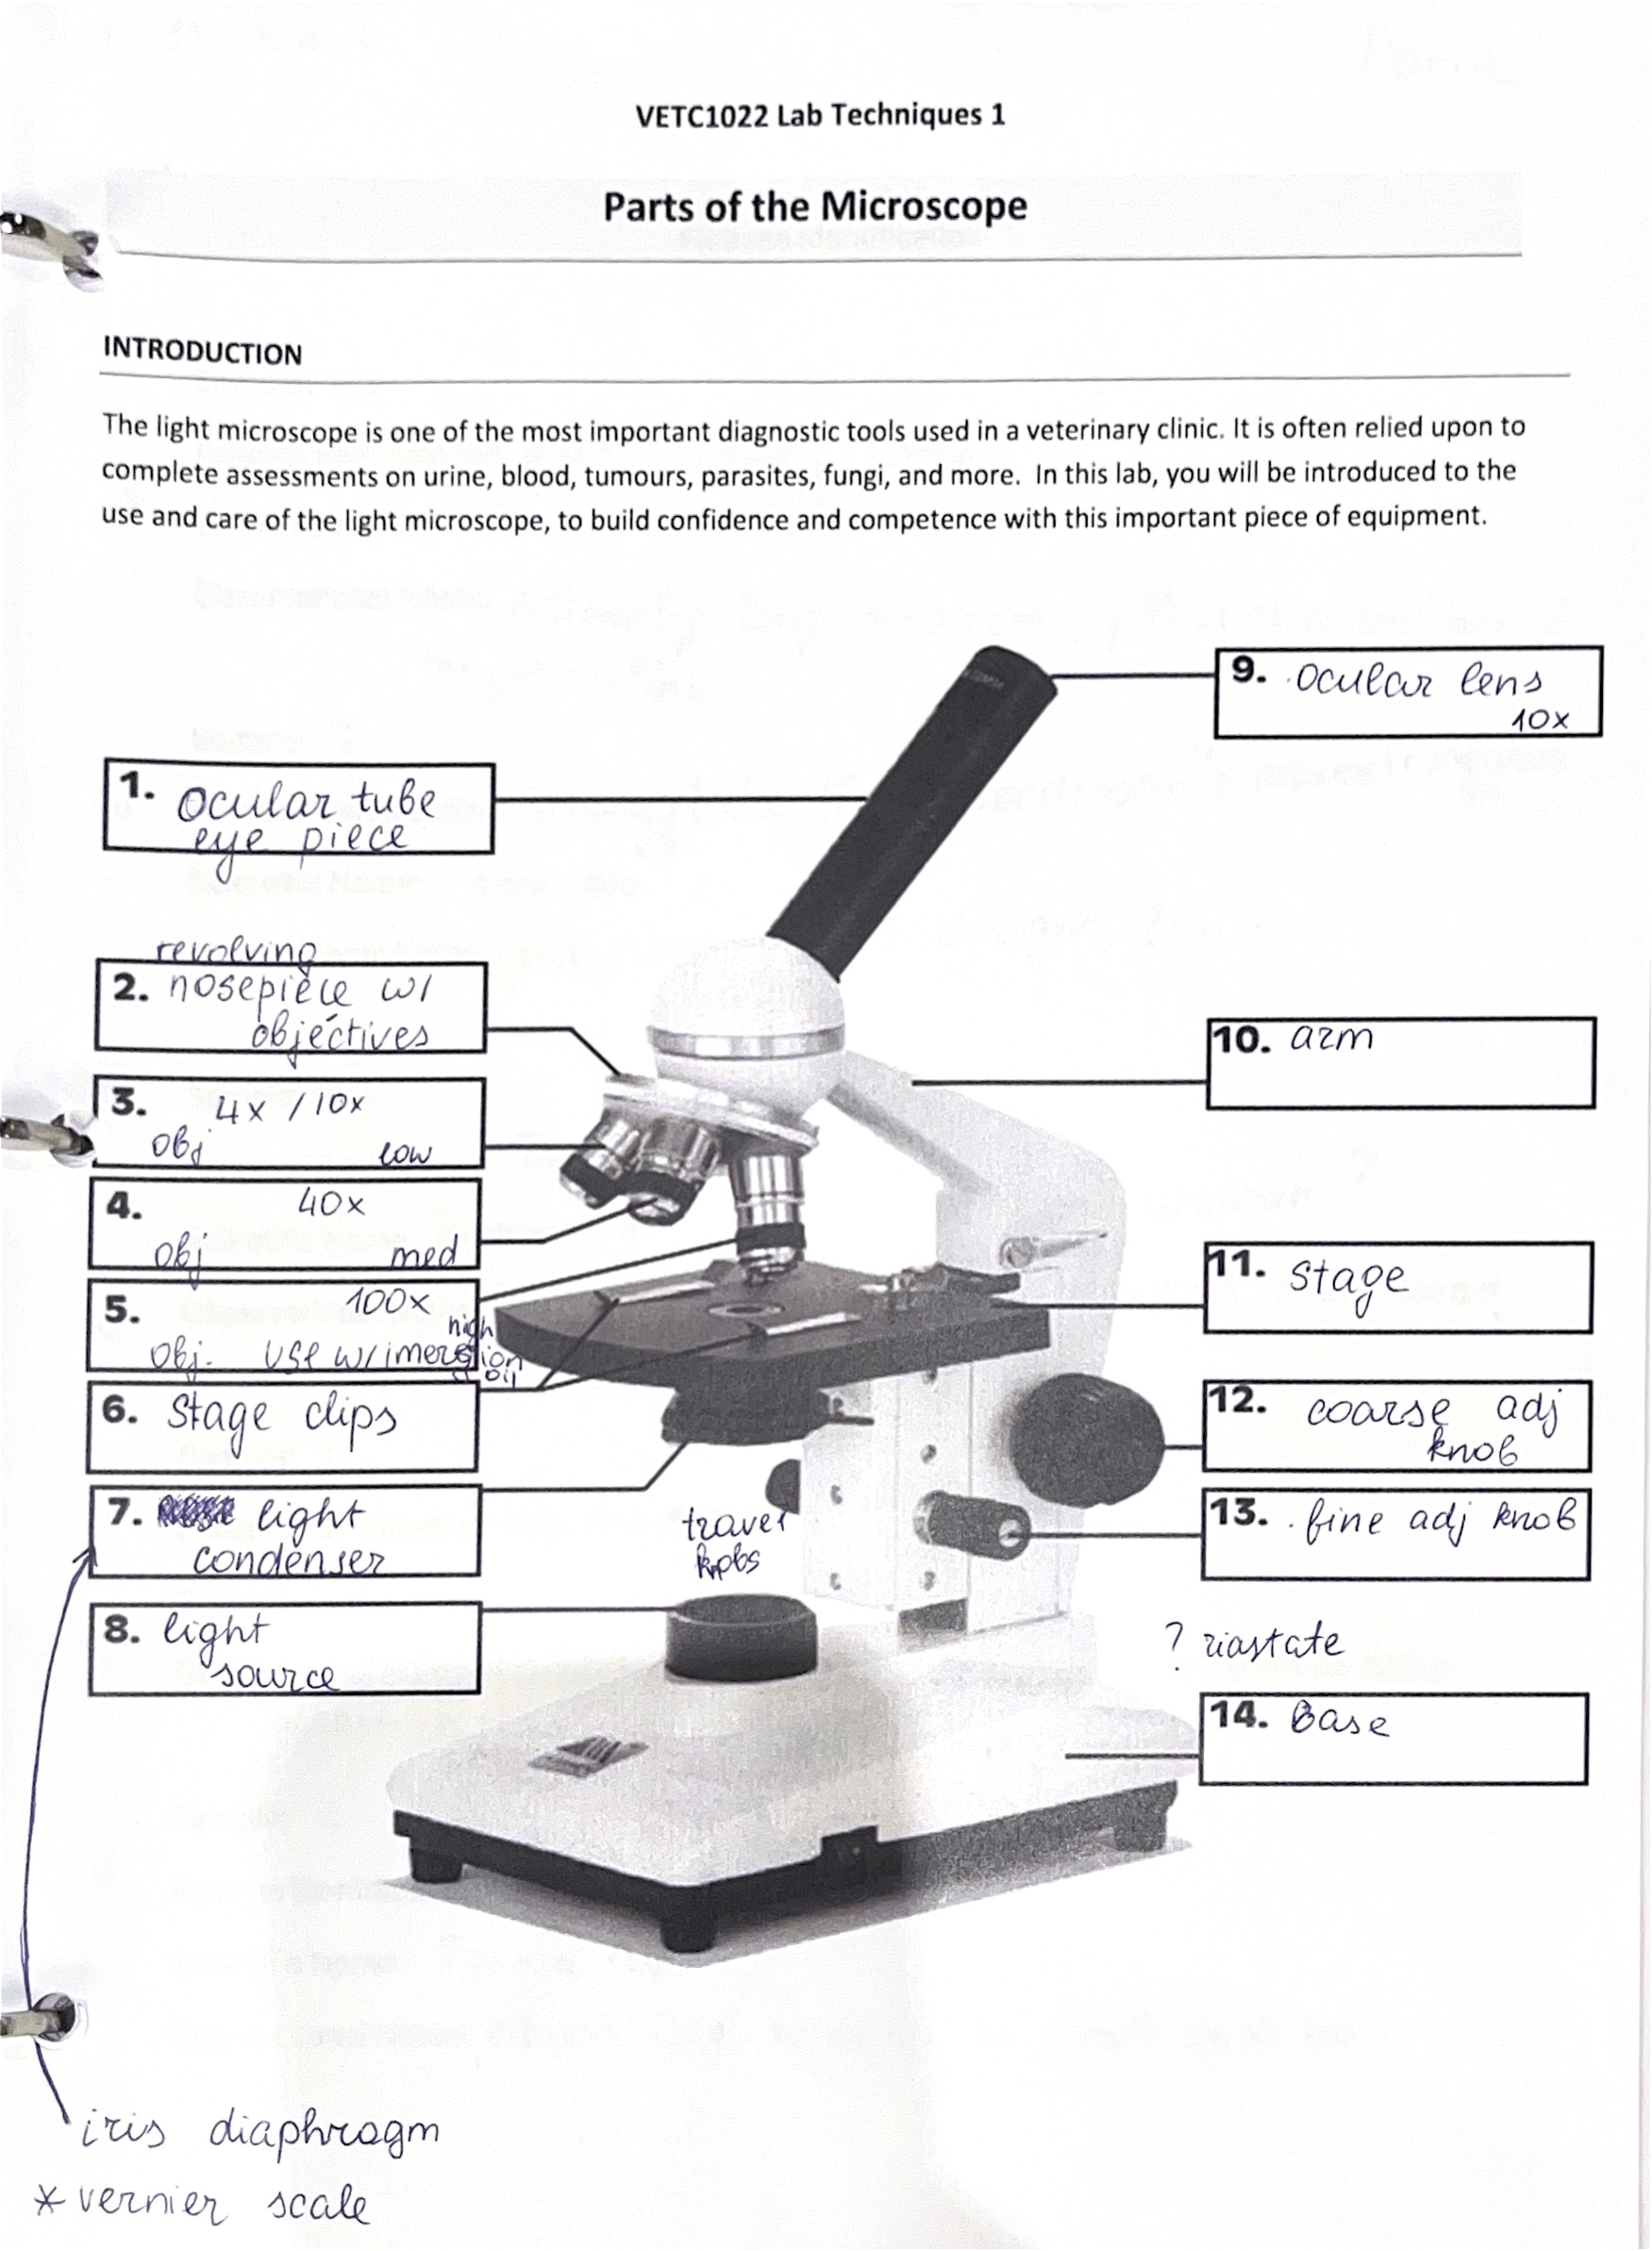 VETC1022 Lab Techniques 1
Parts of the Microscope
INTRODUCTION
The light microscope is one of the most important diagnostic tools used in a veterinary clinic. It is often relied upon to
complete assessments on urine, blood, tumours, parasites, fungi, and more. In this lab, you will be introduced to the
use and care of the light microscope, to build confidence and competence with this important piece of equipment.
1. ocular tube
eye piece
revolving
2. nosepiece w/
objectives
3. 4x / 10x
obj low
4. 40x
obj med
5. 100x
high
obj. use w/ imersion
oil
6. Stage clips
7. light
condenser
8. light
source
travel
knobs
9. ocular lens
10x
10. arm
11. stage
12. coarse adj
knob
13. fine adj knob
? riastate
14. Base
iris diaphragm
* vernier scale